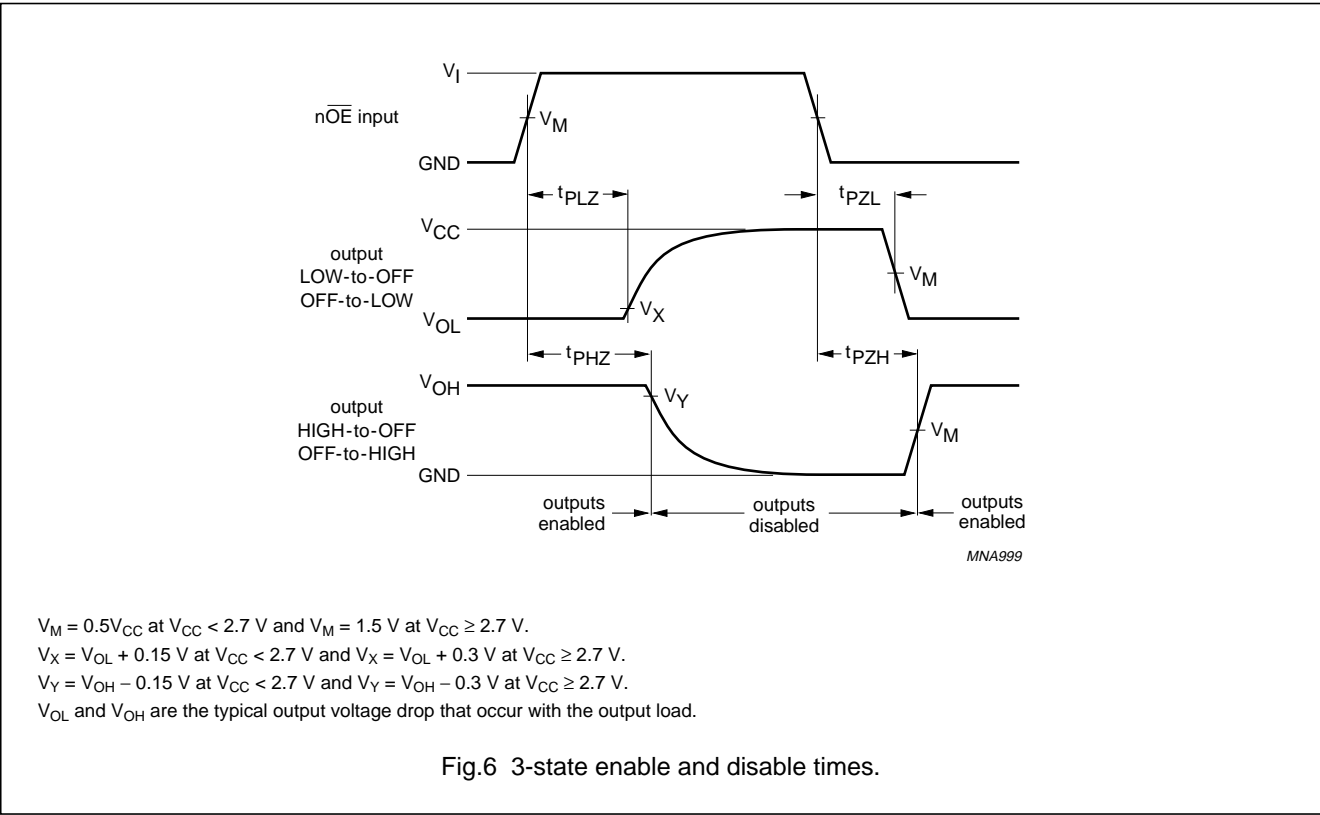 V_I
nOE input
V_M
GND
t_PLZ
t_PZL
V_CC
output
LOW-to-OFF
OFF-to-LOW
V_M
V_X
V_OL
t_PHZ
t_PZH
V_OH
V_Y
output
HIGH-to-OFF
OFF-to-HIGH
V_M
GND
outputs
enabled
outputs
disabled
outputs
enabled
MNA999
V_M = 0.5V_CC at V_CC < 2.7 V and V_M = 1.5 V at V_CC ≥ 2.7 V.
V_X = V_OL + 0.15 V at V_CC < 2.7 V and V_X = V_OL + 0.3 V at V_CC ≥ 2.7 V.
V_Y = V_OH − 0.15 V at V_CC < 2.7 V and V_Y = V_OH − 0.3 V at V_CC ≥ 2.7 V.
V_OL and V_OH are the typical output voltage drop that occur with the output load.
Fig.6 3-state enable and disable times.